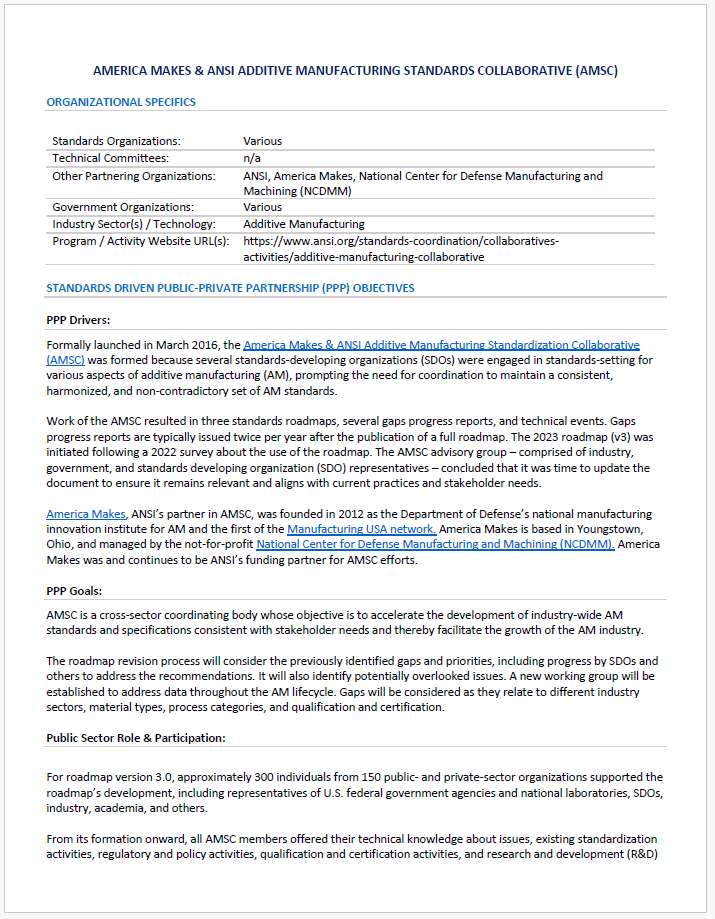 AMERICA MAKES & ANSI ADDITIVE MANUFACTURING STANDARDS COLLABORATIVE (AMSC)
ORGANIZATIONAL SPECIFICS
Standards Organizations: Various
Technical Committees: n/a
Other Partnering Organizations: ANSI, America Makes, National Center for Defense Manufacturing and
Machining (NCDMM)
Government Organizations: Various
Industry Sector(s) / Technology: Additive Manufacturing
Program / Activity Website URL(s): https://www.ansi.org/standards-coordination/collaboratives-
activities/additive-manufacturing-collaborative
STANDARDS DRIVEN PUBLIC-PRIVATE PARTNERSHIP (PPP) OBJECTIVES
PPP Drivers:
Formally launched in March 2016, the America Makes & ANSI Additive Manufacturing Standardization Collaborative
(AMSC) was formed because several standards-developing organizations (SDOs) were engaged in standards-setting for
various aspects of additive manufacturing (AM), prompting the need for coordination to maintain a consistent,
harmonized, and non-contradictory set of AM standards.
Work of the AMSC resulted in three standards roadmaps, several gaps progress reports, and technical events. Gaps
progress reports are typically issued twice per year after the publication of a full roadmap. The 2023 roadmap (v3) was
initiated following a 2022 survey about the use of the roadmap. The AMSC advisory group – comprised of industry,
government, and standards developing organization (SDO) representatives – concluded that it was time to update the
document to ensure it remains relevant and aligns with current practices and stakeholder needs.
America Makes, ANSI's partner in AMSC, was founded in 2012 as the Department of Defense's national manufacturing
innovation institute for AM and the first of the Manufacturing USA network. America Makes is based in Youngstown,
Ohio, and managed by the not-for-profit National Center for Defense Manufacturing and Machining (NCDMM). America
Makes was and continues to be ANSI's funding partner for AMSC efforts.
PPP Goals:
AMSC is a cross-sector coordinating body whose objective is to accelerate the development of industry-wide AM
standards and specifications consistent with stakeholder needs and thereby facilitate the growth of the AM industry.
The roadmap revision process will consider the previously identified gaps and priorities, including progress by SDOs and
others to address the recommendations. It will also identify potentially overlooked issues. A new working group will be
established to address data throughout the AM lifecycle. Gaps will be considered as they relate to different industry
sectors, material types, process categories, and qualification and certification.
Public Sector Role & Participation:
For roadmap version 3.0, approximately 300 individuals from 150 public- and private-sector organizations supported the
roadmap's development, including representatives of U.S. federal government agencies and national laboratories, SDOs,
industry, academia, and others.
From its formation onward, all AMSC members offered their technical knowledge about issues, existing standardization
activities, regulatory and policy activities, qualification and certification activities, and research and development (R&D)